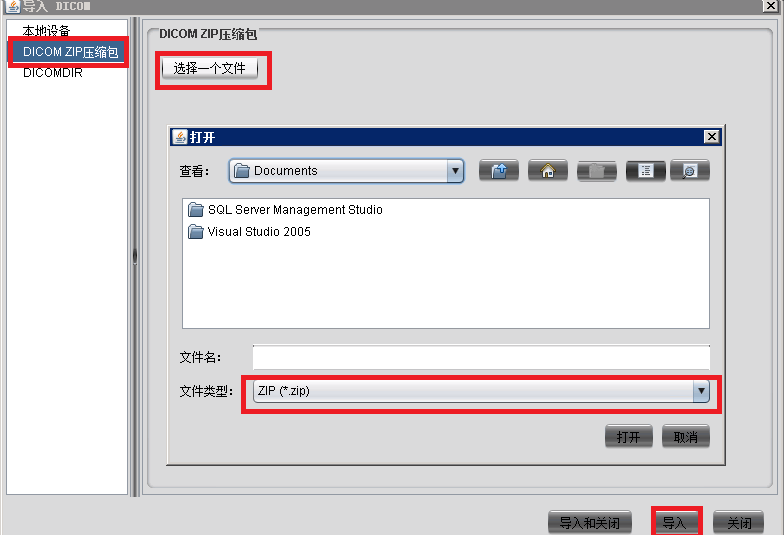 导入 DICOM
本地设备
DICOM ZIP压缩包
DICOMDIR
DICOM ZIP压缩包
选择一个文件
打开
查看：
Documents
SQL Server Management Studio
Visual Studio 2005
文件名：
文件类型：
ZIP (*.zip)
打开
取消
导入和关闭
导入
关闭